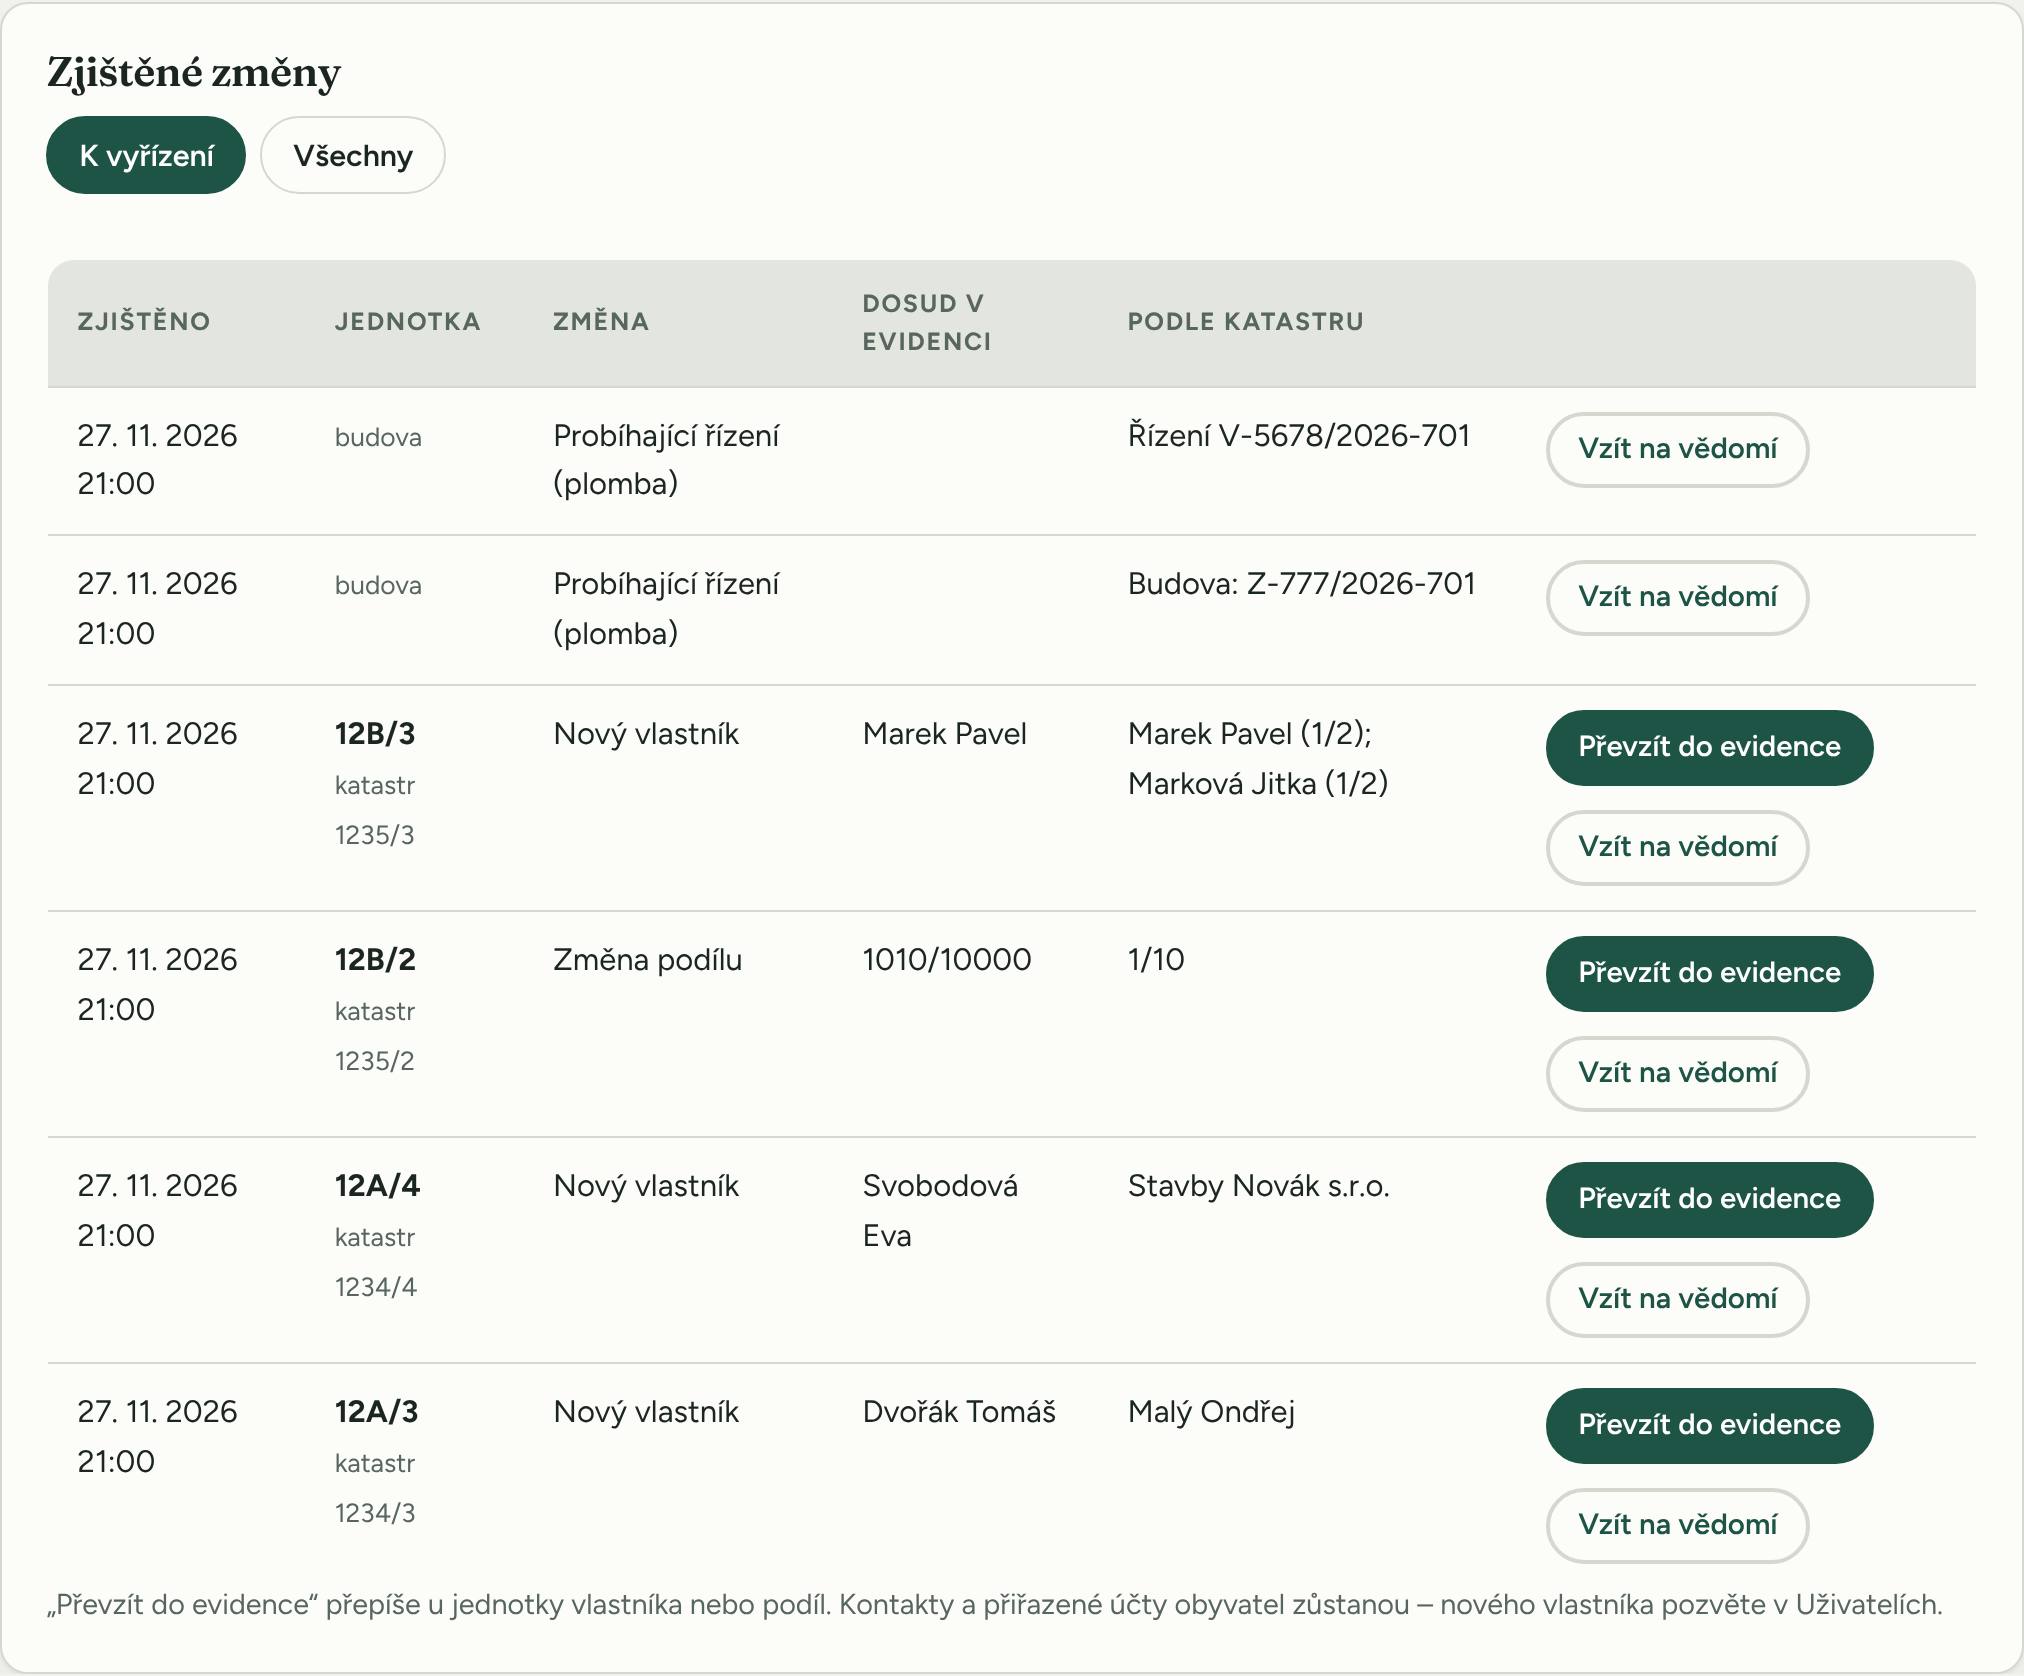 Zjištěné změny
K vyřízení
Všechny
ZJIŠTĚNO
JEDNOTKA
ZMĚNA
DOSUD V
EVIDENCI
PODLE KATASTRU
27. 11. 2026
21:00
budova
Probíhající řízení
(plomba)
Řízení V-5678/2026-701
Vzít na vědomí
27. 11. 2026
21:00
budova
Probíhající řízení
(plomba)
Budova: Z-777/2026-701
Vzít na vědomí
27. 11. 2026
21:00
12B/3
katastr
1235/3
Nový vlastník
Marek Pavel
Marek Pavel (1/2);
Marková Jitka (1/2)
Převzít do evidence
Vzít na vědomí
27. 11. 2026
21:00
12B/2
katastr
1235/2
Změna podílu
1010/10000
1/10
Převzít do evidence
Vzít na vědomí
27. 11. 2026
21:00
12A/4
katastr
1234/4
Nový vlastník
Svobodová
Eva
Stavby Novák s.r.o.
Převzít do evidence
Vzít na vědomí
27. 11. 2026
21:00
12A/3
katastr
1234/3
Nový vlastník
Dvořák Tomáš
Malý Ondřej
Převzít do evidence
Vzít na vědomí
„Převzít do evidence“ přepíše u jednotky vlastníka nebo podíl. Kontakty a přiřazené účty obyvatel zůstanou – nového vlastníka pozvěte v Uživatelích.